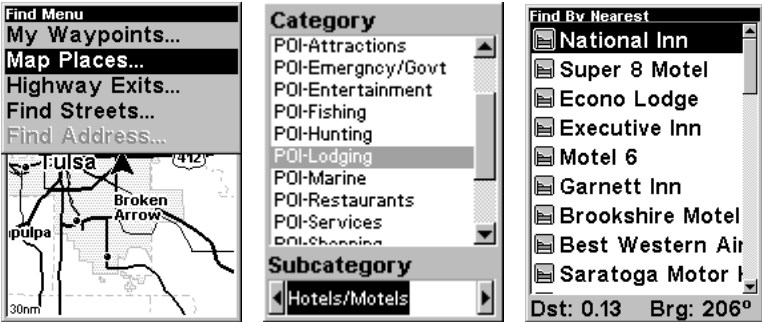 Find Menu
My Waypoints...
Map Places...
Highway Exits...
Find Streets...
Find Address...
Tulsa
412
Broken
Arrow
apulpa
30nm
Category
POI-Attractions
POI-Emergncy/Govt
POI-Entertainment
POI-Fishing
POI-Hunting
POI-Lodging
POI-Marine
POI-Restaurants
POI-Services
POI-Shopping
Subcategory
Hotels/Motels
Find By Nearest
National Inn
Super 8 Motel
Econo Lodge
Executive Inn
Motel 6
Garnett Inn
Brookshire Motel
Best Western Air
Saratoga Motor H
Dst: 0.13 Brg: 206º